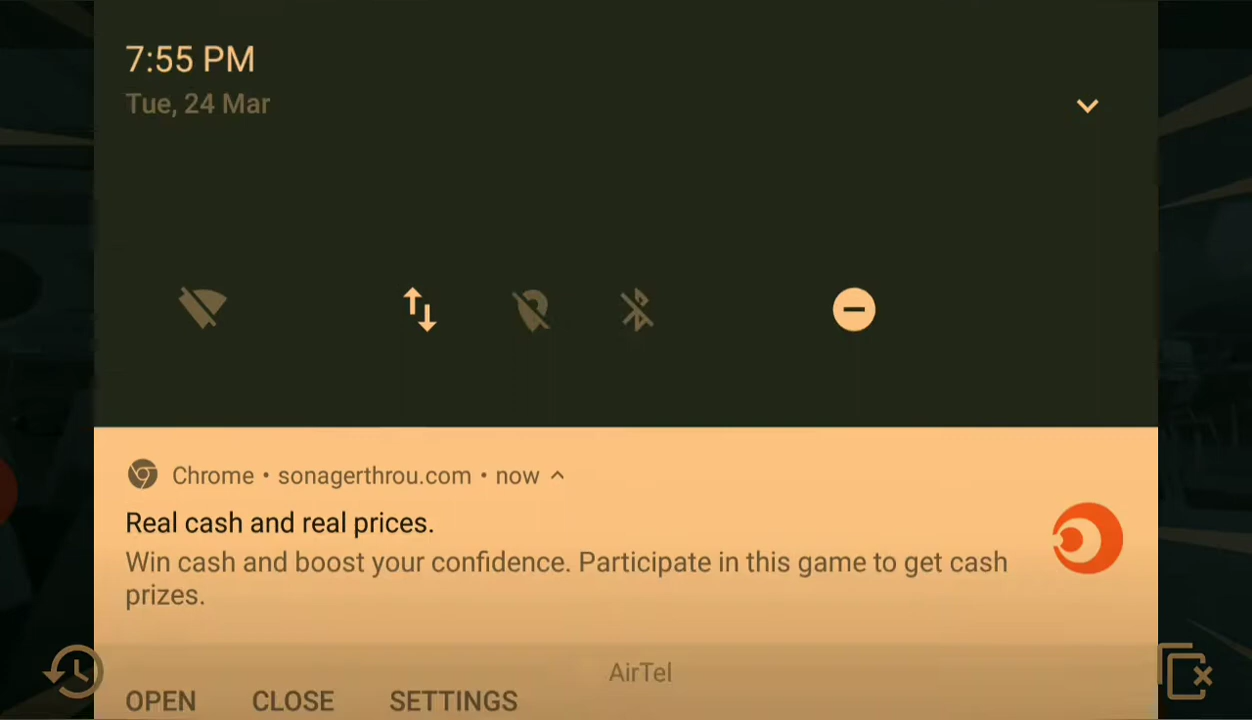 7:55 PM
Tue, 24 Mar
Chrome • sonagerthrou.com • now
Real cash and real prices.
Win cash and boost your confidence. Participate in this game to get cash
prizes.
AirTel
OPEN CLOSE SETTINGS